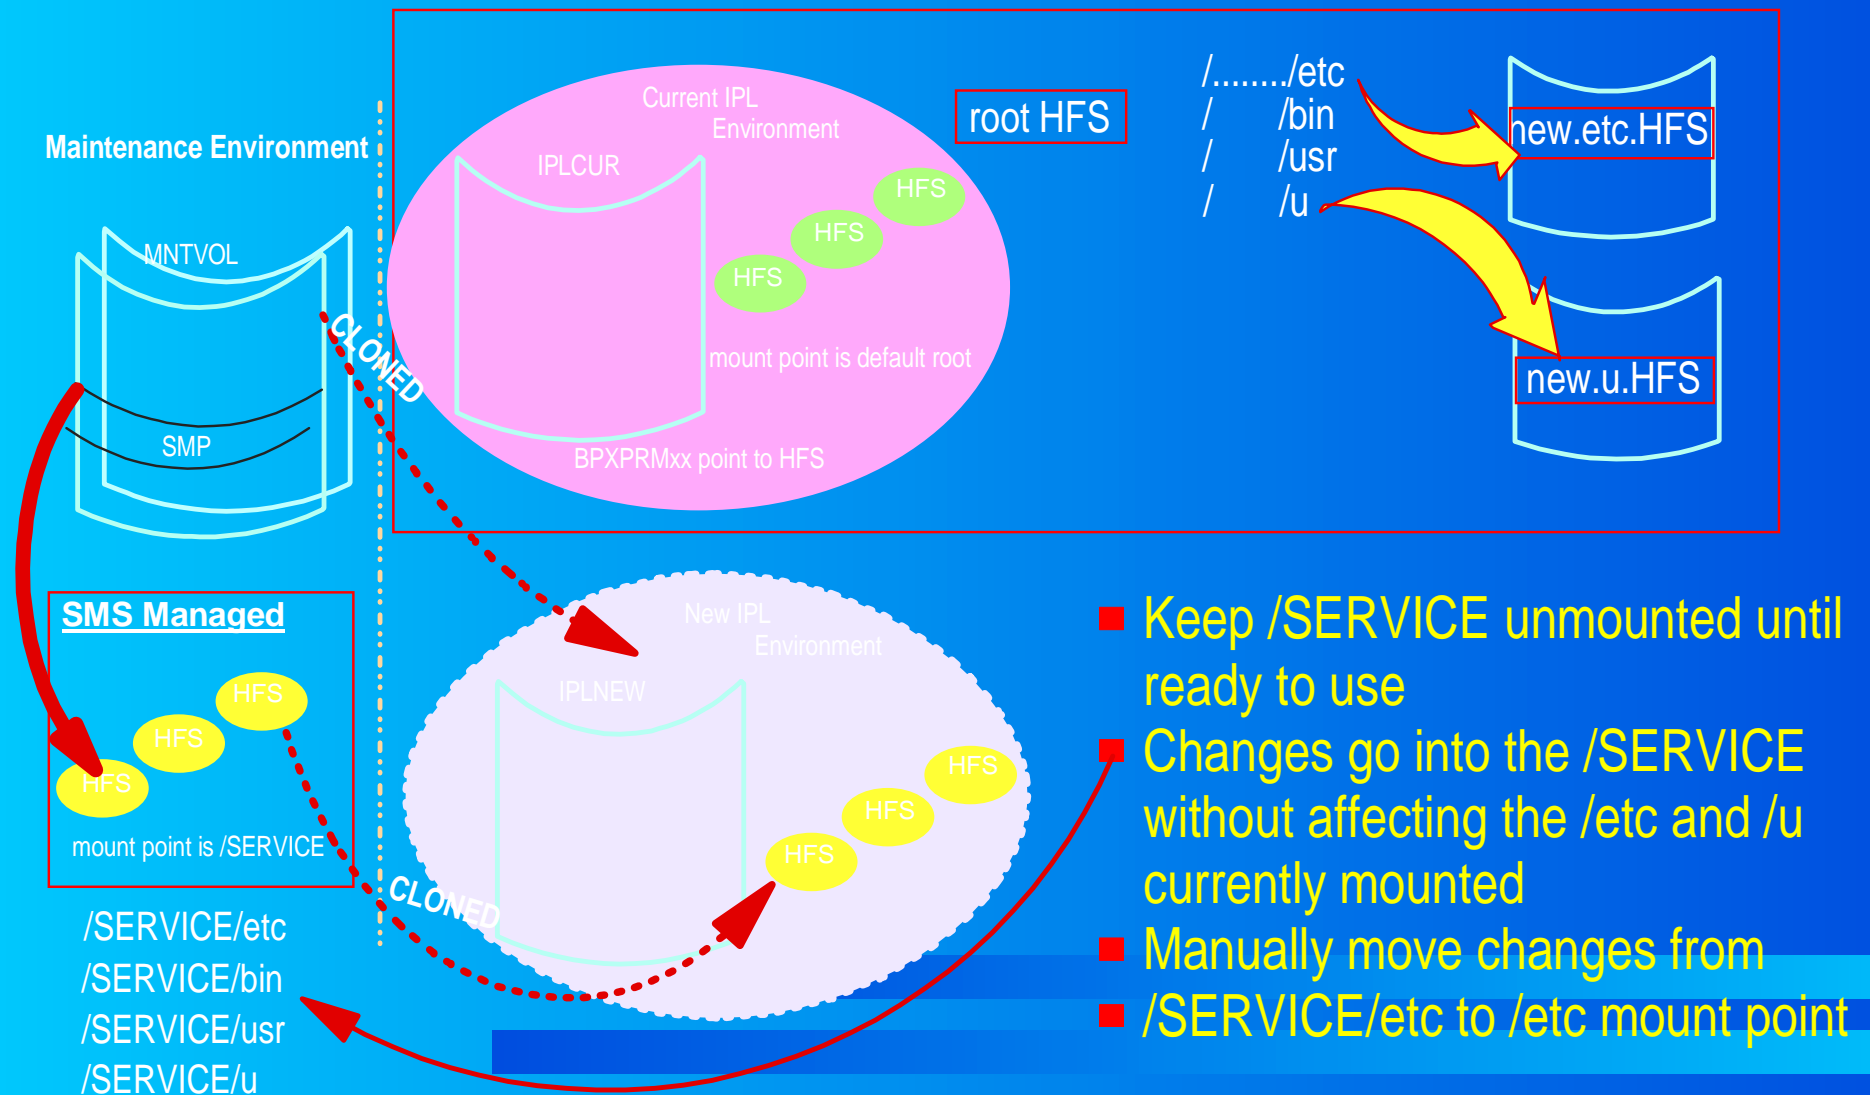 Maintenance Environment
MNTVOL
SMP
CLONED
Current IPL
Environment
IPLCUR
HFS
HFS
HFS
mount point is default root
BPXPRMxx point to HFS
root HFS
/......../etc
/ /bin
/ /usr
/ /u
new.etc.HFS
new.u.HFS
SMS Managed
HFS
HFS
HFS
mount point is /SERVICE
/SERVICE/etc
/SERVICE/bin
/SERVICE/usr
/SERVICE/u
CLONED
New IPL
Environment
IPLNEW
HFS
HFS
HFS
Keep /SERVICE unmounted until
ready to use
Changes go into the /SERVICE
without affecting the /etc and /u
currently mounted
Manually move changes from
/SERVICE/etc to /etc mount point